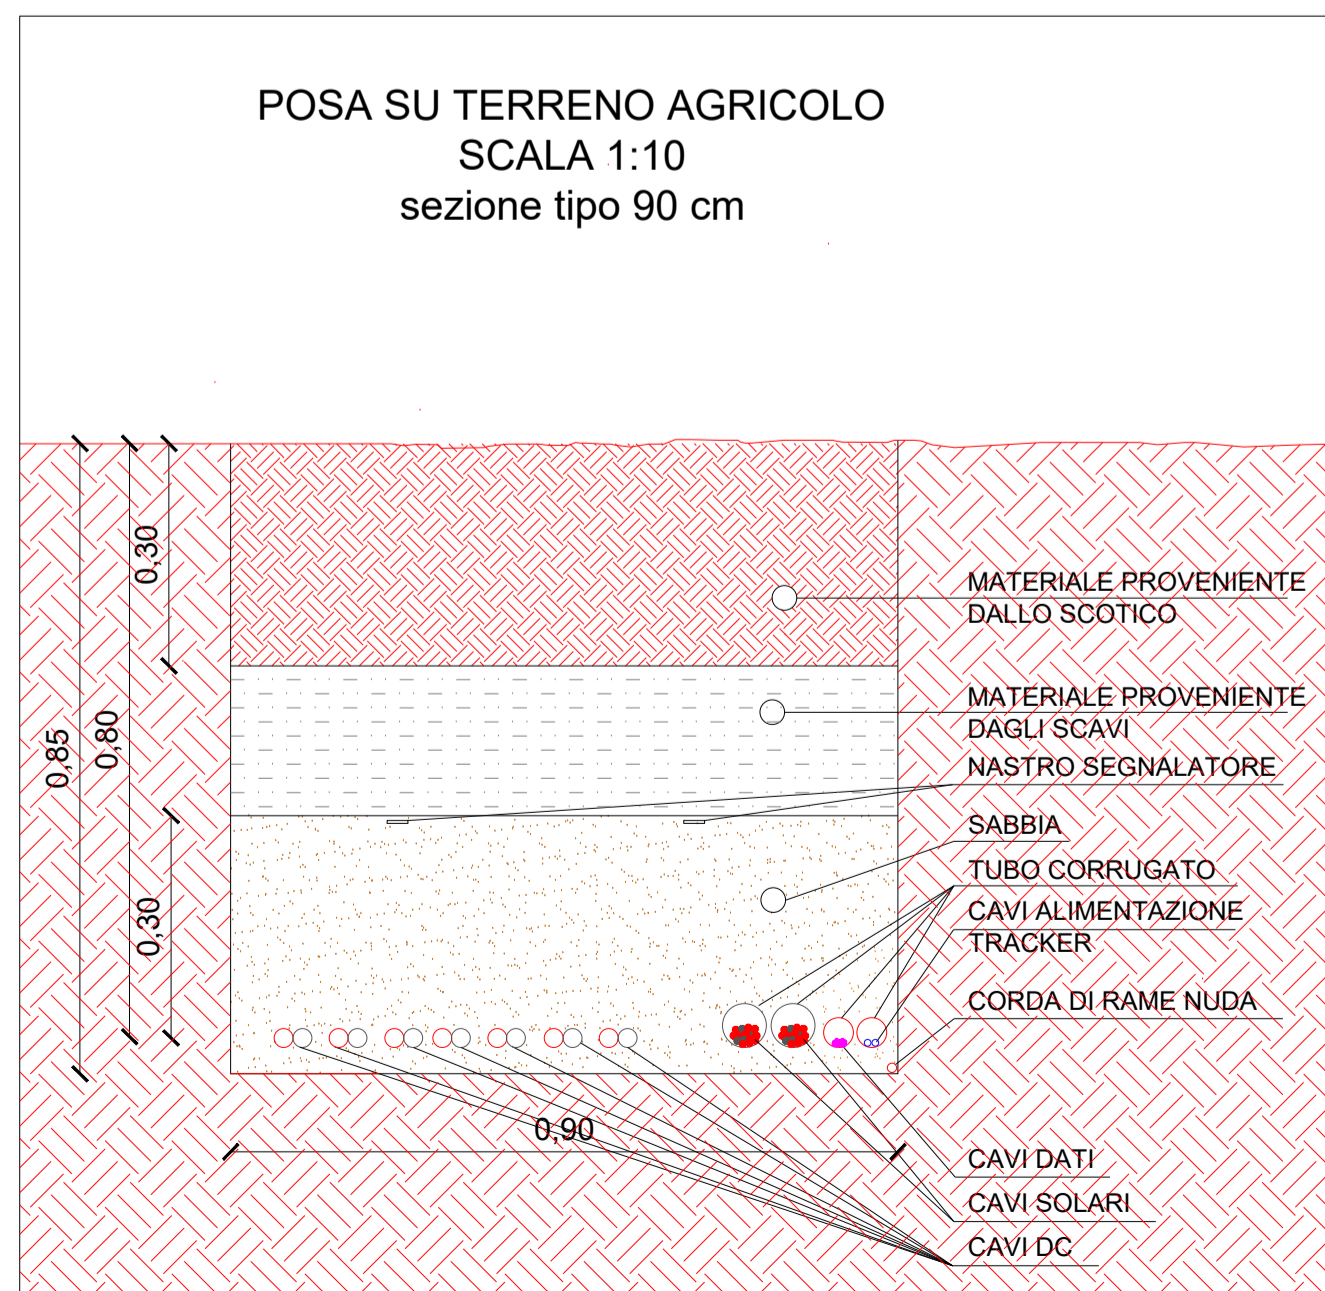 POSA SU TERRENO AGRICOLO
SCALA 1:10
sezione tipo 90 cm
0,30
0,80
0,85
0,30
0,90
MATERIALE PROVENIENTE
DALLO SCOTICO
MATERIALE PROVENIENTE
DAGLI SCAVI
NASTRO SEGNALATORE
SABBIA
TUBO CORRUGATO
CAVI ALIMENTAZIONE
TRACKER
CORDA DI RAME NUDA
CAVI DATI
CAVI SOLARI
CAVI DC